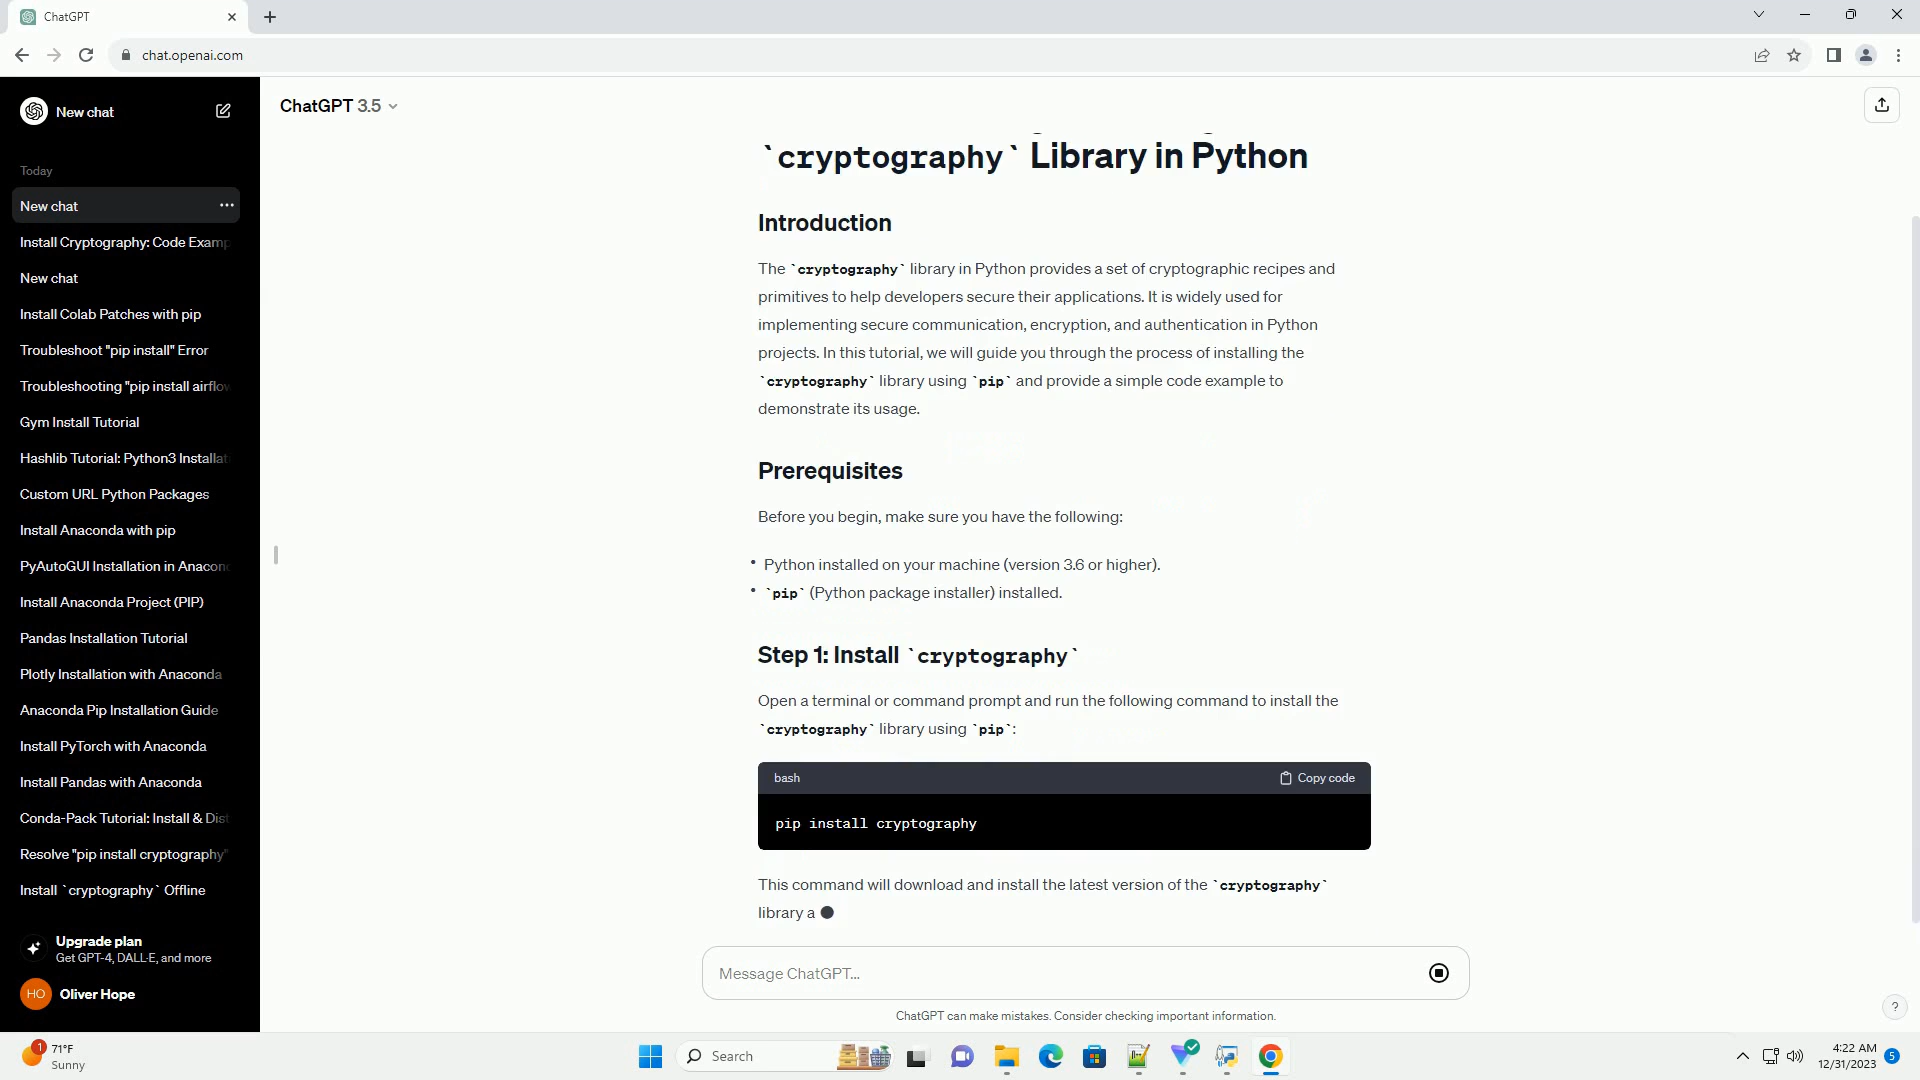 ChatGPT
chat.openai.com
New chat
Today
New chat
Install Cryptography: Code Examp
New chat
Install Colab Patches with pip
Troubleshoot "pip install" Error
Troubleshooting "pip install airflow
Gym Install Tutorial
Hashlib Tutorial: Python3 Installat
Custom URL Python Packages
Install Anaconda with pip
PyAutoGUI Installation in Anacon
Install Anaconda Project (PIP)
Pandas Installation Tutorial
Plotly Installation with Anaconda
Anaconda Pip Installation Guide
Install PyTorch with Anaconda
Install Pandas with Anaconda
Conda-Pack Tutorial: Install & Dist
Resolve "pip install cryptography"
Install `cryptography` Offline
Upgrade plan
Get GPT-4, DALL·E, and more
HO Oliver Hope
ChatGPT 3.5
`cryptography` Library in Python
Introduction
The `cryptography` library in Python provides a set of cryptographic recipes and
primitives to help developers secure their applications. It is widely used for
implementing secure communication, encryption, and authentication in Python
projects. In this tutorial, we will guide you through the process of installing the
`cryptography` library using `pip` and provide a simple code example to
demonstrate its usage.
Prerequisites
Before you begin, make sure you have the following:
• Python installed on your machine (version 3.6 or higher).
• `pip` (Python package installer) installed.
Step 1: Install `cryptography`
Open a terminal or command prompt and run the following command to install the
`cryptography` library using `pip`:
bash Copy code
pip install cryptography
This command will download and install the latest version of the `cryptography`
library a
Message ChatGPT...
ChatGPT can make mistakes. Consider checking important information.
?
1
71°F
Sunny
Search
4:22 AM
12/31/2023
5